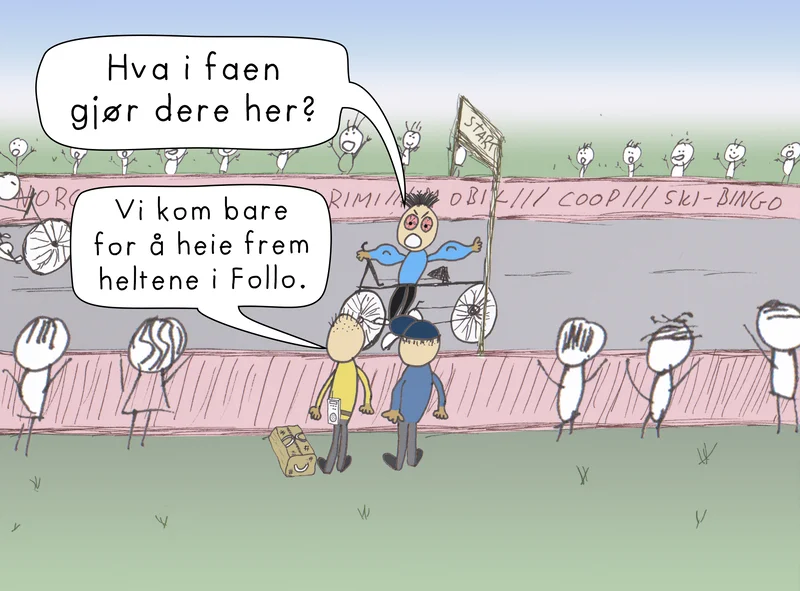 Hva i faen
gjør dere her?
Vi kom bare
for å heie frem
heltene i Follo.
START
COOP /// SKI-BINGO